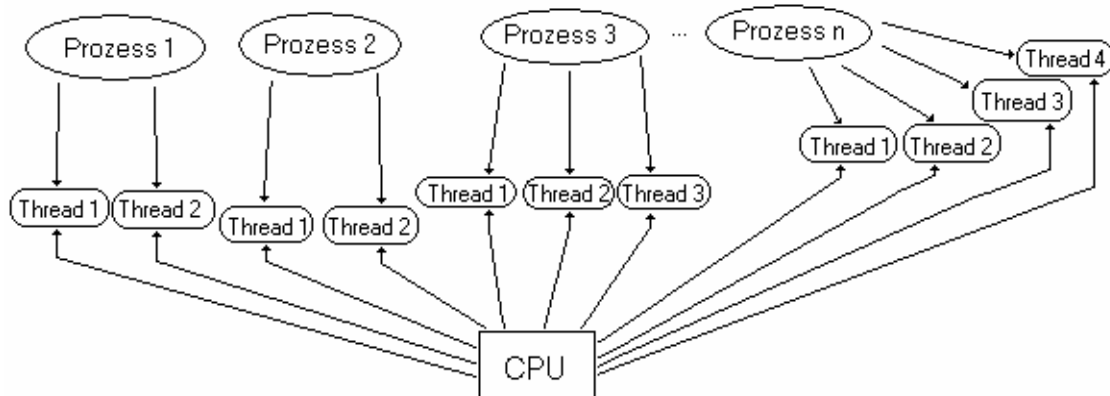 Prozess 1
Prozess 2
Prozess 3
...
Prozess n
Thread 1
Thread 2
Thread 1
Thread 2
Thread 1
Thread 2
Thread 3
Thread 1
Thread 2
Thread 3
Thread 4
CPU